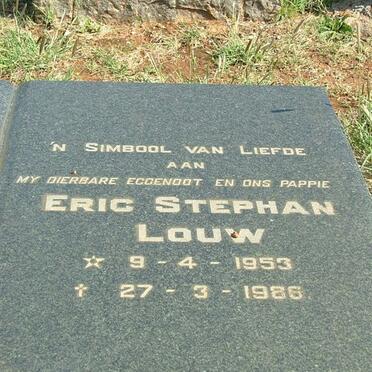 'N SIMBOOL VAN LIEFDE
AAN
MY DIERBARE EGGENOOT EN ONS PAPPIE
ERIC STEPHAN
LOUW
☆ 9 - 4 - 1953
✝ 27 - 3 - 1986